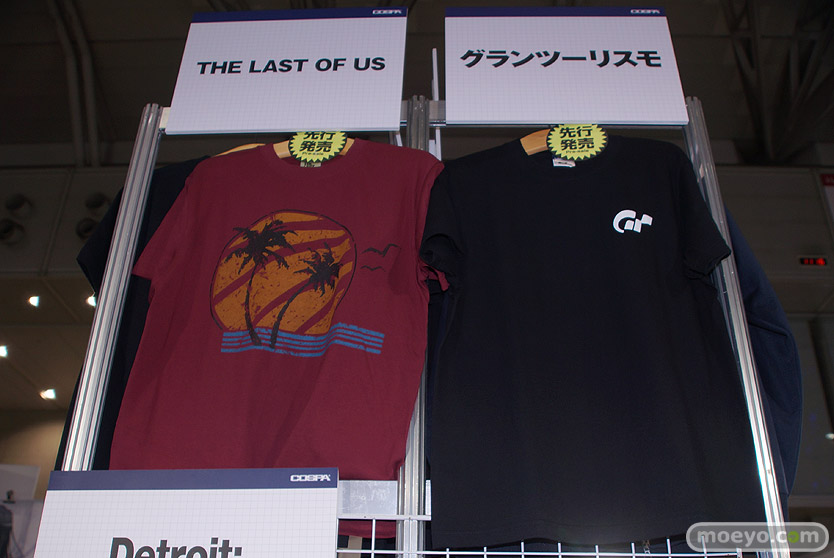 COSPA
THE LAST OF US
COSPA
グランツーリスモ
先行
発売
先行
発売
GT
COSPA
Detroit:
moeyo.com